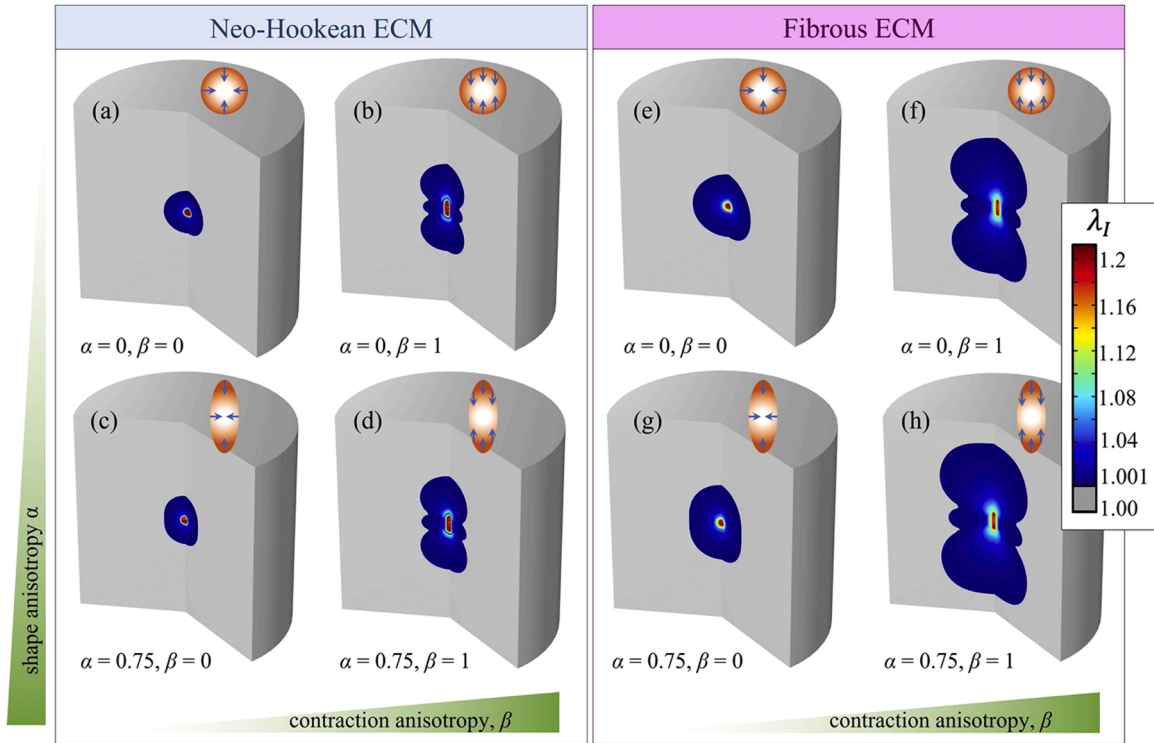 Neo-Hookean ECM
Fibrous ECM
(a)
(b)
(e)
(f)
α = 0, β = 0
α = 0, β = 1
α = 0, β = 0
α = 0, β = 1
λ_I
1.2
1.16
1.12
1.08
1.04
1.001
1.00
(c)
(d)
(g)
(h)
α = 0.75, β = 0
α = 0.75, β = 1
α = 0.75, β = 0
α = 0.75, β = 1
shape anisotropy α
contraction anisotropy, β
contraction anisotropy, β